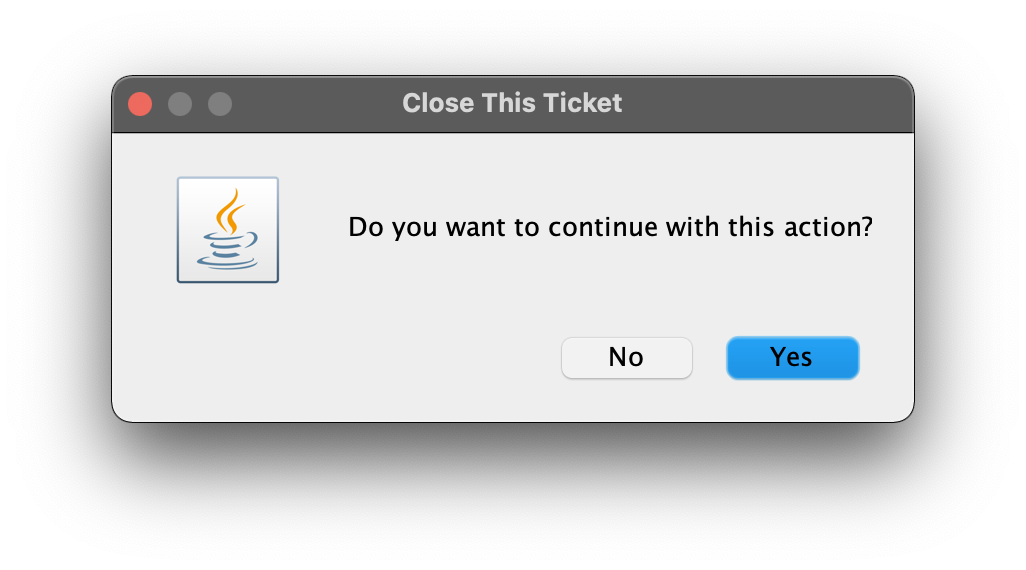 Close This Ticket
Do you want to continue with this action?
No
Yes